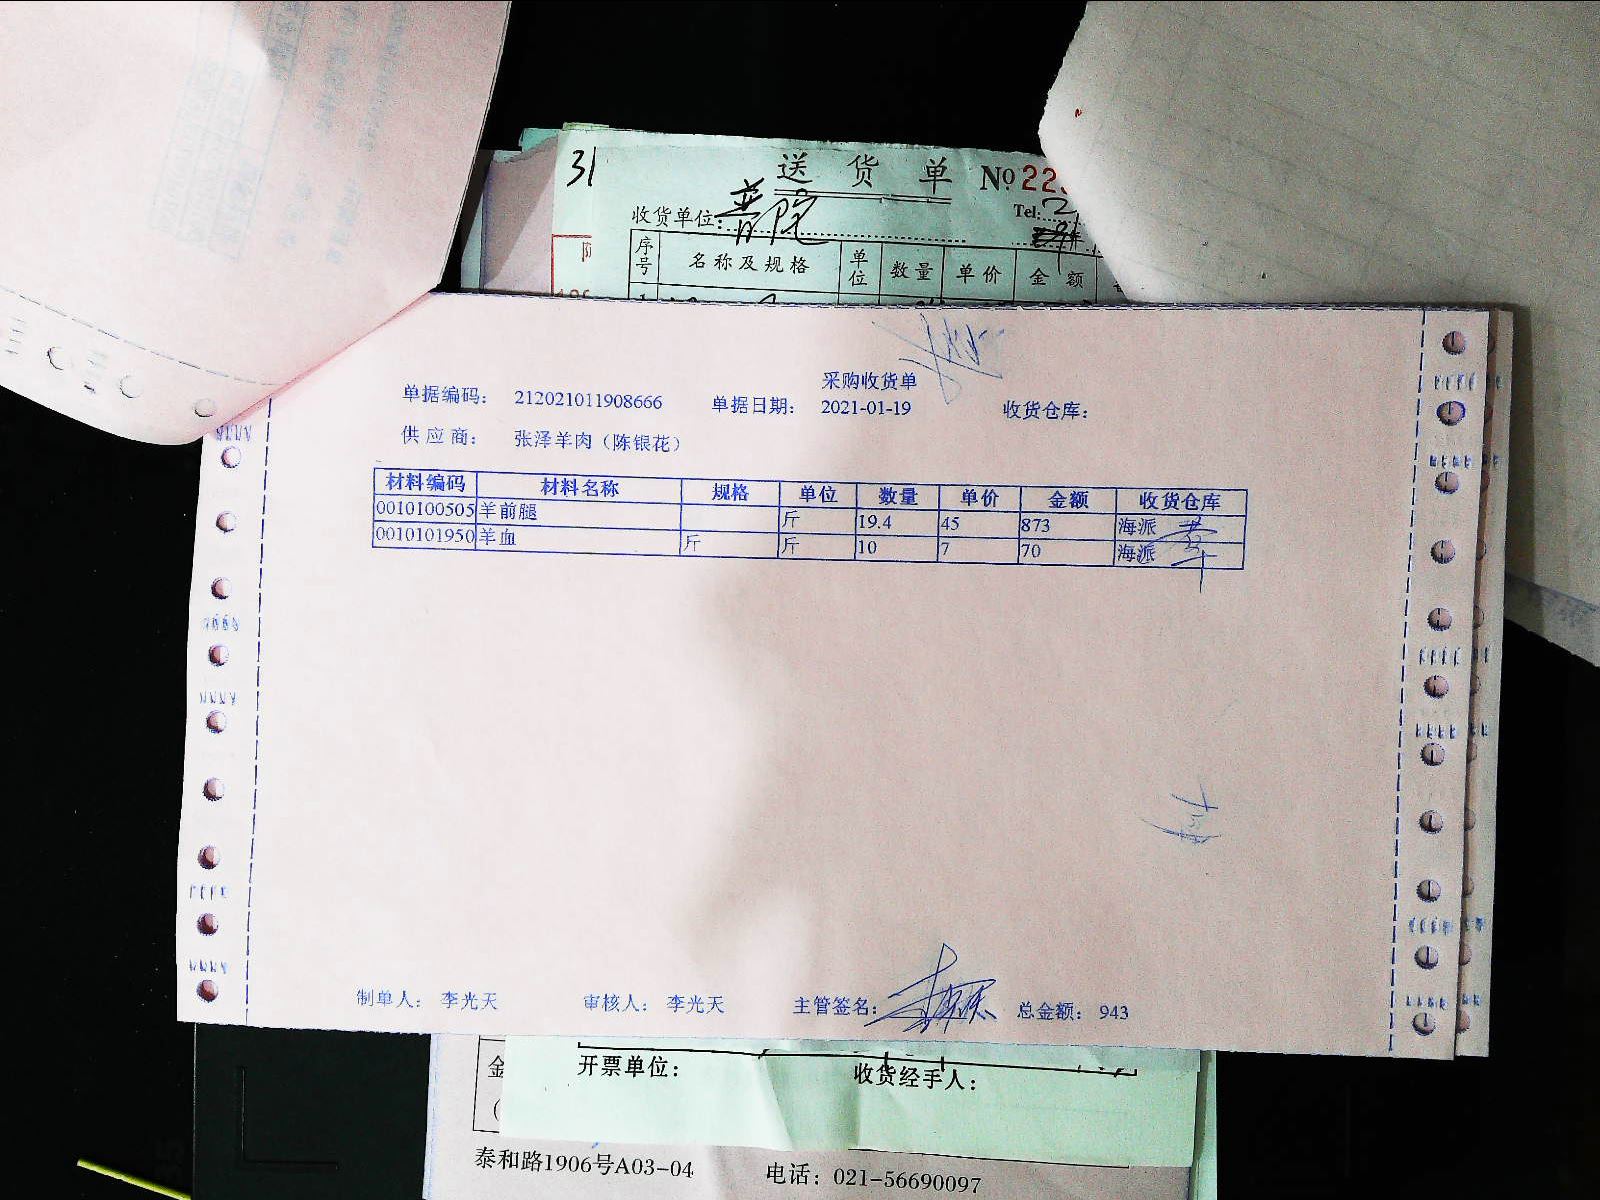 31
送货单 №22
Tel:
收货单位: 普陀
序号 名称及规格 单位 数量 单价 金额
采购收货单
单据编码: 212021011908666 单据日期: 2021-01-19 收货仓库:
供应商: 张泽羊肉（陈银花）
材料编码 材料名称 规格 单位 数量 单价 金额 收货仓库
0010100505 羊前腿 斤 19.4 45 873 海派
0010101950 羊血 斤 斤 10 7 70 海派
制单人: 李光天 审核人: 李光天 主管签名: 总金额: 943
开票单位: 收货经手人:
金
泰和路1906号A03-04 电话: 021-56690097